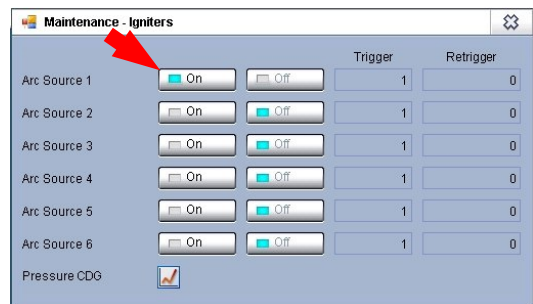 Maintenance - Igniters
Trigger Retrigger
Arc Source 1 On Off 1 0
Arc Source 2 On Off 1 0
Arc Source 3 On Off 1 0
Arc Source 4 On Off 1 0
Arc Source 5 On Off 1 0
Arc Source 6 On Off 1 0
Pressure CDG